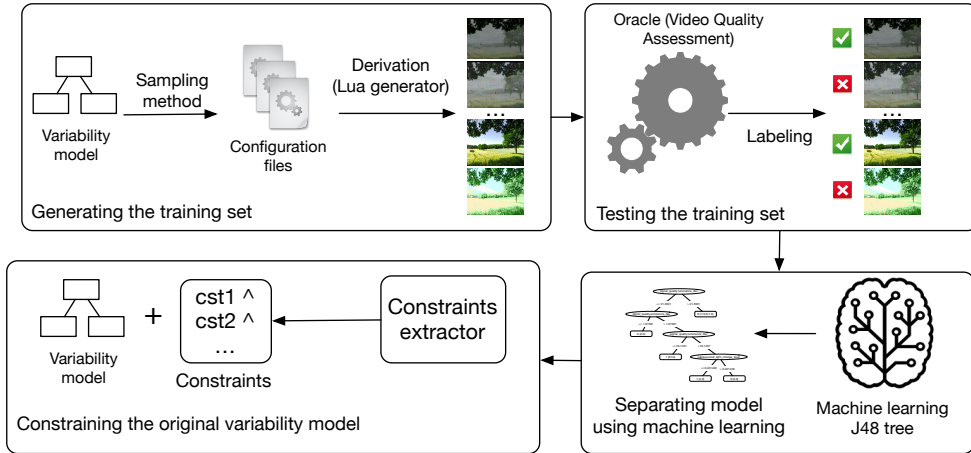 Sampling
method
Variability
model
Configuration
files
Derivation
(Lua generator)
...
Generating the training set
Oracle (Video Quality
Assessment)
Labeling
...
Testing the training set
Variability
model
+
cst1 ^
cst2 ^
...
Constraints
Constraints
extractor
Constraining the original variability model
Separating model
using machine learning
Machine learning
J48 tree